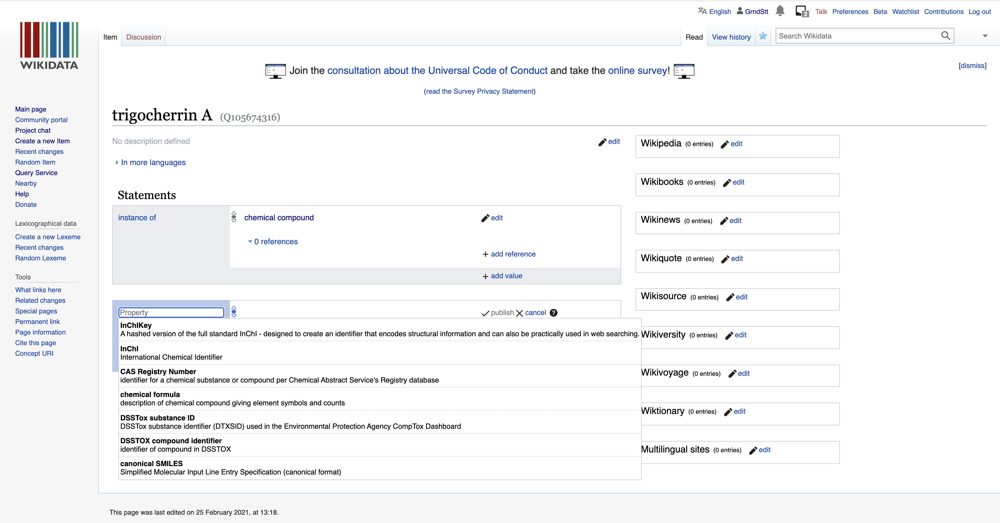 English GrndStt 2 Talk Preferences Beta Watchlist Contributions Log out
WIKIDATA
Item Discussion Read View history Search Wikidata
QUESTIONARIO Join the consultation about the Universal Code of Conduct and take the online survey! QUESTIONARIO [dismiss]
(read the Survey Privacy Statement)
Main page
Community portal
Project chat
Create a new Item
Recent changes
Random Item
Query Service
Nearby
Help
Donate
Lexicographical data
Create a new Lexeme
Recent changes
Random Lexeme
Tools
What links here
Related changes
Special pages
Permanent link
Page information
Cite this page
Concept URI
trigocherrin A (Q105674316)
No description defined edit
In more languages
Statements
instance of chemical compound edit
0 references
+ add reference
+ add value
Property publish cancel ?
InChIKey
A hashed version of the full standard InChI - designed to create an identifier that encodes structural information and can also be practically used in web searching.
InChI
International Chemical Identifier
CAS Registry Number
identifier for a chemical substance or compound per Chemical Abstract Service's Registry database
chemical formula
description of chemical compound giving element symbols and counts
DSSTox substance ID
DSSTox substance identifier (DTXSID) used in the Environmental Protection Agency CompTox Dashboard
DSSTOX compound identifier
identifier of compound in DSSTOX
canonical SMILES
Simplified Molecular Input Line Entry Specification (canonical format)
Wikipedia (0 entries) edit
Wikibooks (0 entries) edit
Wikinews (0 entries) edit
Wikiquote (0 entries) edit
Wikisource (0 entries) edit
Wikiversity (0 entries) edit
Wikivoyage (0 entries) edit
Wiktionary (0 entries) edit
Multilingual sites (0 entries) edit
This page was last edited on 25 February 2021, at 13:18.